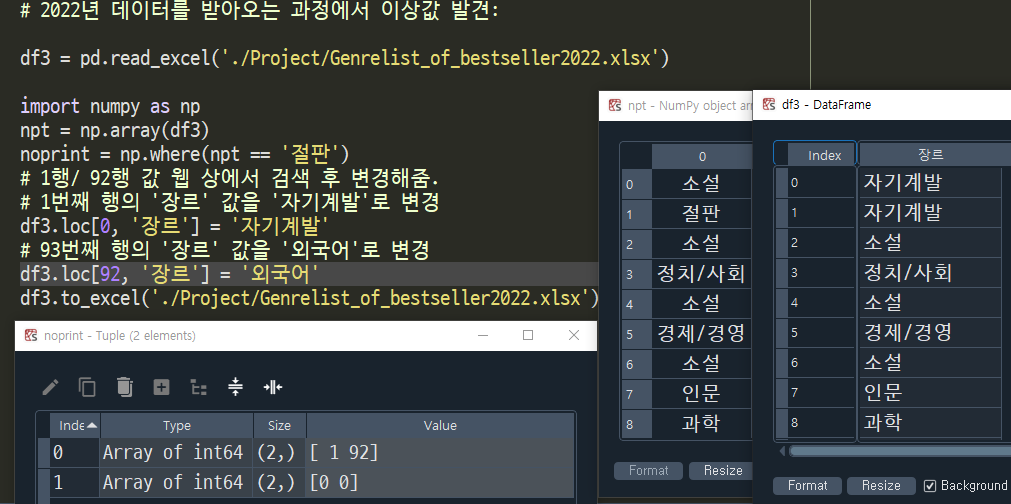 # 2022년 데이터를 받아오는 과정에서 이상값 발견:
df3 = pd.read_excel('./Project/Genrelist_of_bestseller2022.xlsx')
import numpy as np
npt = np.array(df3)
noprint = np.where(npt == '절판')
# 1행/ 92행 값 웹 상에서 검색 후 변경해줌.
# 1번째 행의 '장르' 값을 '자기계발'로 변경
df3.loc[0, '장르'] = '자기계발'
# 93번째 행의 '장르' 값을 '외국어'로 변경
df3.loc[92, '장르'] = '외국어'
df3.to_excel('./Project/Genrelist_of_bestseller2022.xlsx')
noprint - Tuple (2 elements)
Inde Type Size Value
0 Array of int64 (2,) [ 1 92]
1 Array of int64 (2,) [0 0]
npt - NumPy object arr
0
0 소설
1 절판
2 소설
3 정치/사회
4 소설
5 경제/경영
6 소설
7 인문
8 과학
Format Resize
df3 - DataFrame
Index 장르
0 자기계발
1 자기계발
2 소설
3 정치/사회
4 소설
5 경제/경영
6 소설
7 인문
8 과학
Format Resize Background